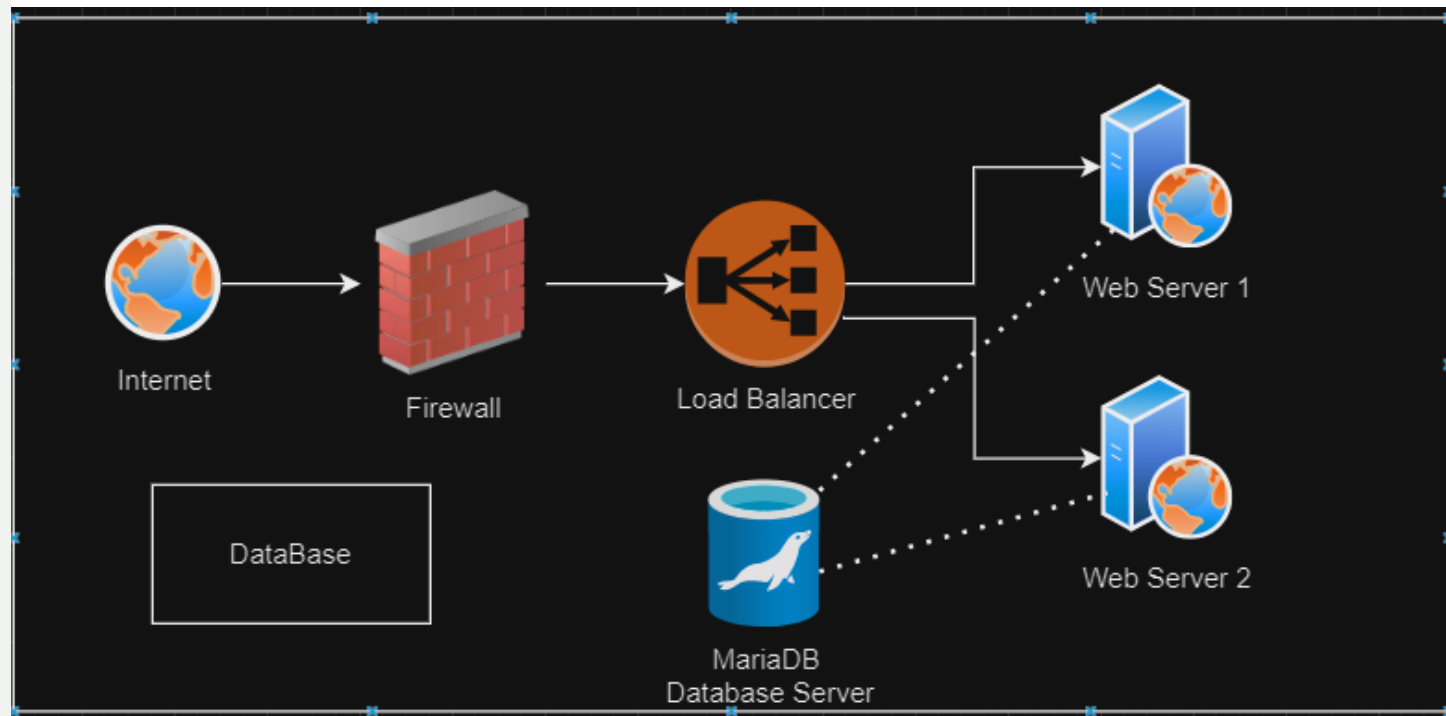 Internet
Firewall
Load Balancer
Web Server 1
DataBase
MariaDB
Database Server
Web Server 2